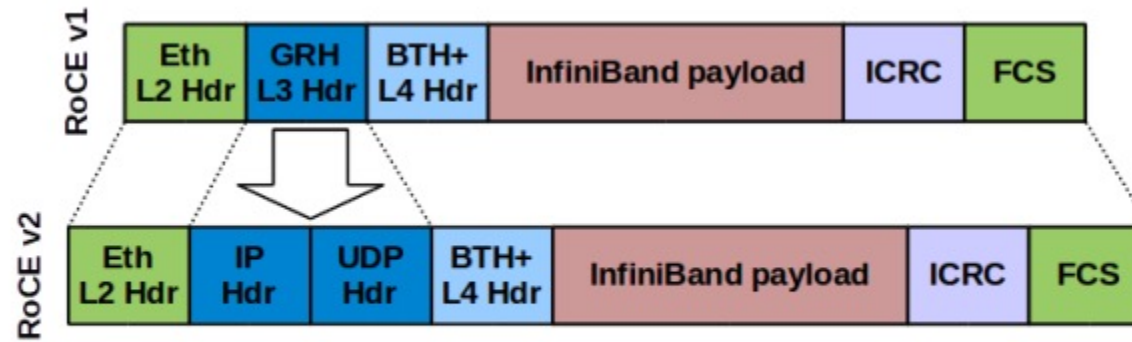 RoCE v1
Eth
L2 Hdr
GRH
L3 Hdr
BTH+
L4 Hdr
InfiniBand payload
ICRC
FCS
RoCE v2
Eth
L2 Hdr
IP
Hdr
UDP
Hdr
BTH+
L4 Hdr
InfiniBand payload
ICRC
FCS